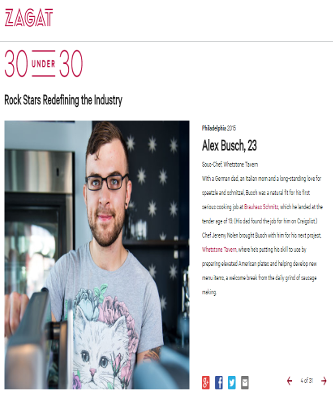 ZAGAT
30 UNDER 30
Rock Stars Redefining the Industry
Philadelphia 2015
Alex Busch, 23
Sous-Chef, Whetstone Tavern
With a German dad, an Italian mom and a long-standing love for
spaetzle and schnitzel, Busch was a natural fit for his first
serious cooking job at Brauhaus Schmitz, which he landed at the
tender age of 19. (His dad found the job for him on Craigslist.)
Chef Jeremy Nolen brought Busch with him for his next project,
Whetstone Tavern, where he's putting his skill to use by
preparing elevated American plates and helping develop new
menu items, a welcome break from the daily grind of sausage
making.
4 of 31